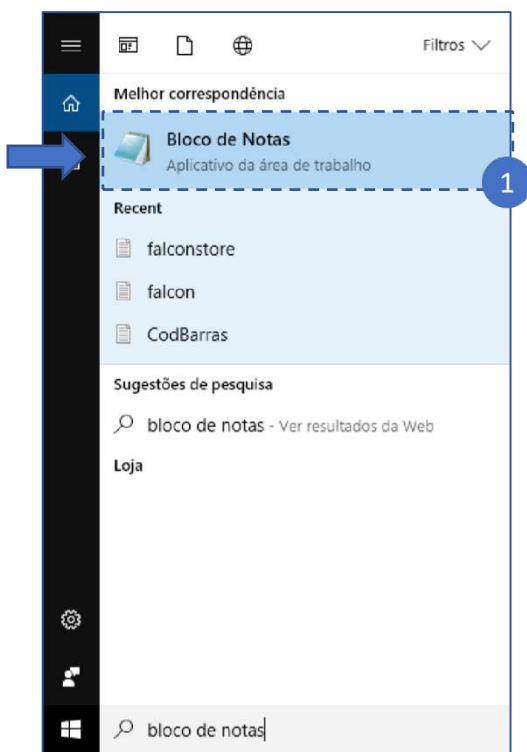 Filtros
Melhor correspondência
Bloco de Notas
Aplicativo da área de trabalho
1
Recent
falconstore
falcon
CodBarras
Sugestões de pesquisa
bloco de notas - Ver resultados da Web
Loja
bloco de notas